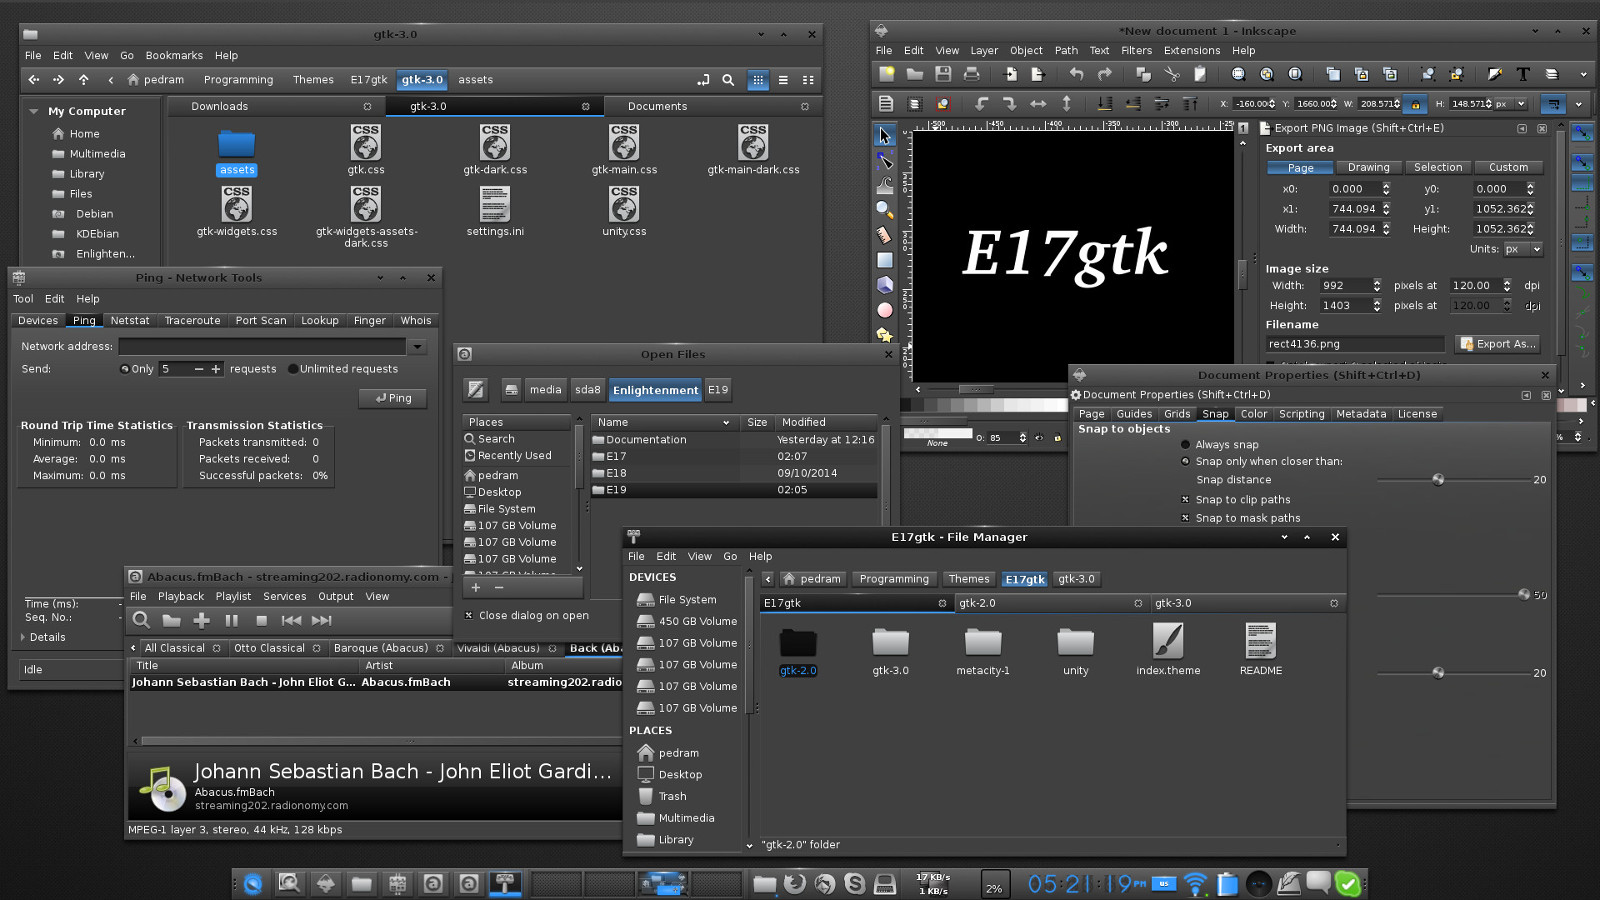 gtk-3.0
File Edit View Go Bookmarks Help
pedram Programming Themes E17gtk gtk-3.0 assets
My Computer
Home
Multimedia
Library
Files
Debian
KDEbian
Enlighten...
Downloads gtk-3.0 Documents
assets gtk.css gtk-dark.css gtk-main.css gtk-main-dark.css
gtk-widgets.css gtk-widgets-assets-dark.css settings.ini unity.css
*New document 1 - Inkscape
File Edit View Layer Object Path Text Filters Extensions Help
X: -160.00 Y: 1660.00 W: 208.571 H: 148.571 px
-500 -450 -400 -350 -300 -250
E17gtk
Export PNG Image (Shift+Ctrl+E)
Export area
Page Drawing Selection Custom
x0: 0.000 y0: 0.000
x1: 744.094 y1: 1052.362
Width: 744.094 Height: 1052.362
Units: px
Image size
Width: 992 pixels at 120.00 dpi
Height: 1403 pixels at 120.00 dpi
Filename
rect4136.png Export As...
None O: 85
Ping - Network Tools
Tool Edit Help
Devices Ping Netstat Traceroute Port Scan Lookup Finger Whois
Network address:
Send: Only 5 requests Unlimited requests
Ping
Round Trip Time Statistics Transmission Statistics
Minimum: 0.0 ms Packets transmitted: 0
Average: 0.0 ms Packets received: 0
Maximum: 0.0 ms Successful packets: 0%
Time (ms):
Seq. No.:
Details
Idle
Open Files
media sda8 Enlightenment E19
Places
Search
Recently Used
pedram
Desktop
File System
107 GB Volume
107 GB Volume
107 GB Volume
Name Size Modified
Documentation Yesterday at 12:16
E17 02:07
E18 09/10/2014
E19 02:05
Close dialog on open
Document Properties (Shift+Ctrl+D)
Document Properties (Shift+Ctrl+D)
Page Guides Grids Snap Color Scripting Metadata License
Snap to objects
Always snap
Snap only when closer than:
Snap distance 20
Snap to clip paths
Snap to mask paths
50
20
Abacus.fmBach - streaming202.radionomy.com -
File Playback Playlist Services Output View
All Classical Otto Classical Baroque (Abacus) Vivaldi (Abacus) Back (Aba
Title Artist Album
Johann Sebastian Bach - John Eliot G... Abacus.fmBach streaming202.radio
Johann Sebastian Bach - John Eliot Gardi...
Abacus.fmBach
streaming202.radionomy.com
MPEG-1 layer 3, stereo, 44 kHz, 128 kbps
E17gtk - File Manager
File Edit View Go Help
DEVICES
File System
450 GB Volume
107 GB Volume
107 GB Volume
107 GB Volume
107 GB Volume
PLACES
pedram
Desktop
Trash
Multimedia
Library
pedram Programming Themes E17gtk gtk-3.0
E17gtk gtk-2.0 gtk-3.0
gtk-2.0 gtk-3.0 metacity-1 unity index.theme README
"gtk-2.0" folder
17 KB/s
1 KB/s
2%
05:21:19PM
us